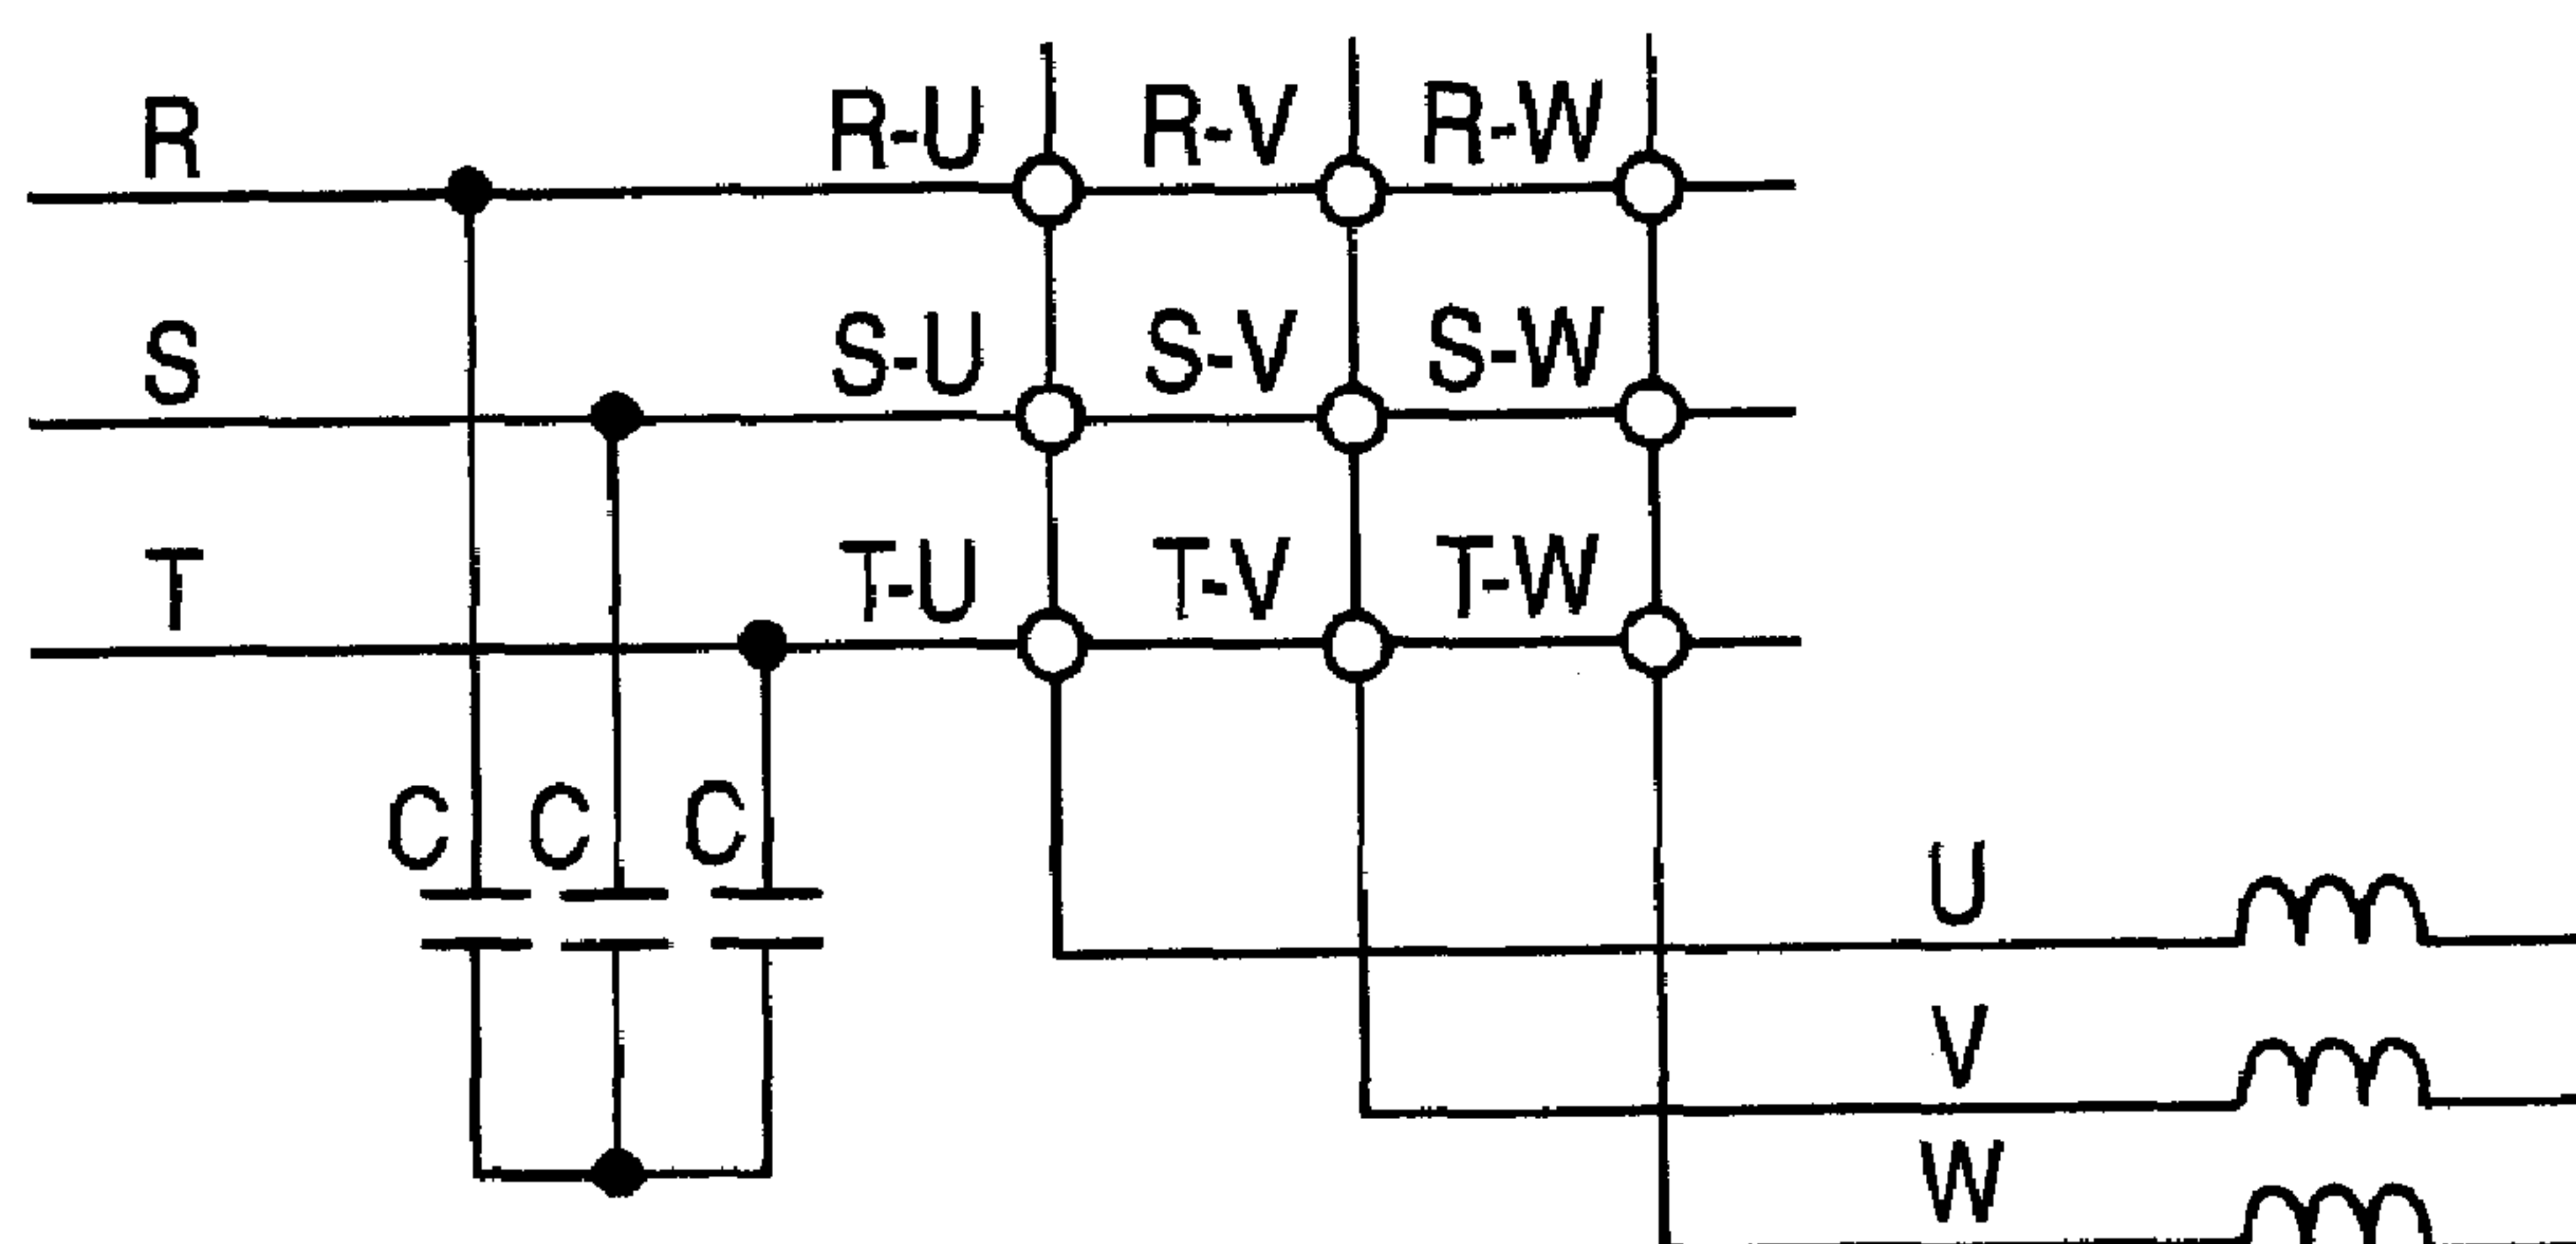 R R-U R-V R-W
S S-U S-V S-W
T T-U T-V T-W
C C C
U
V
W